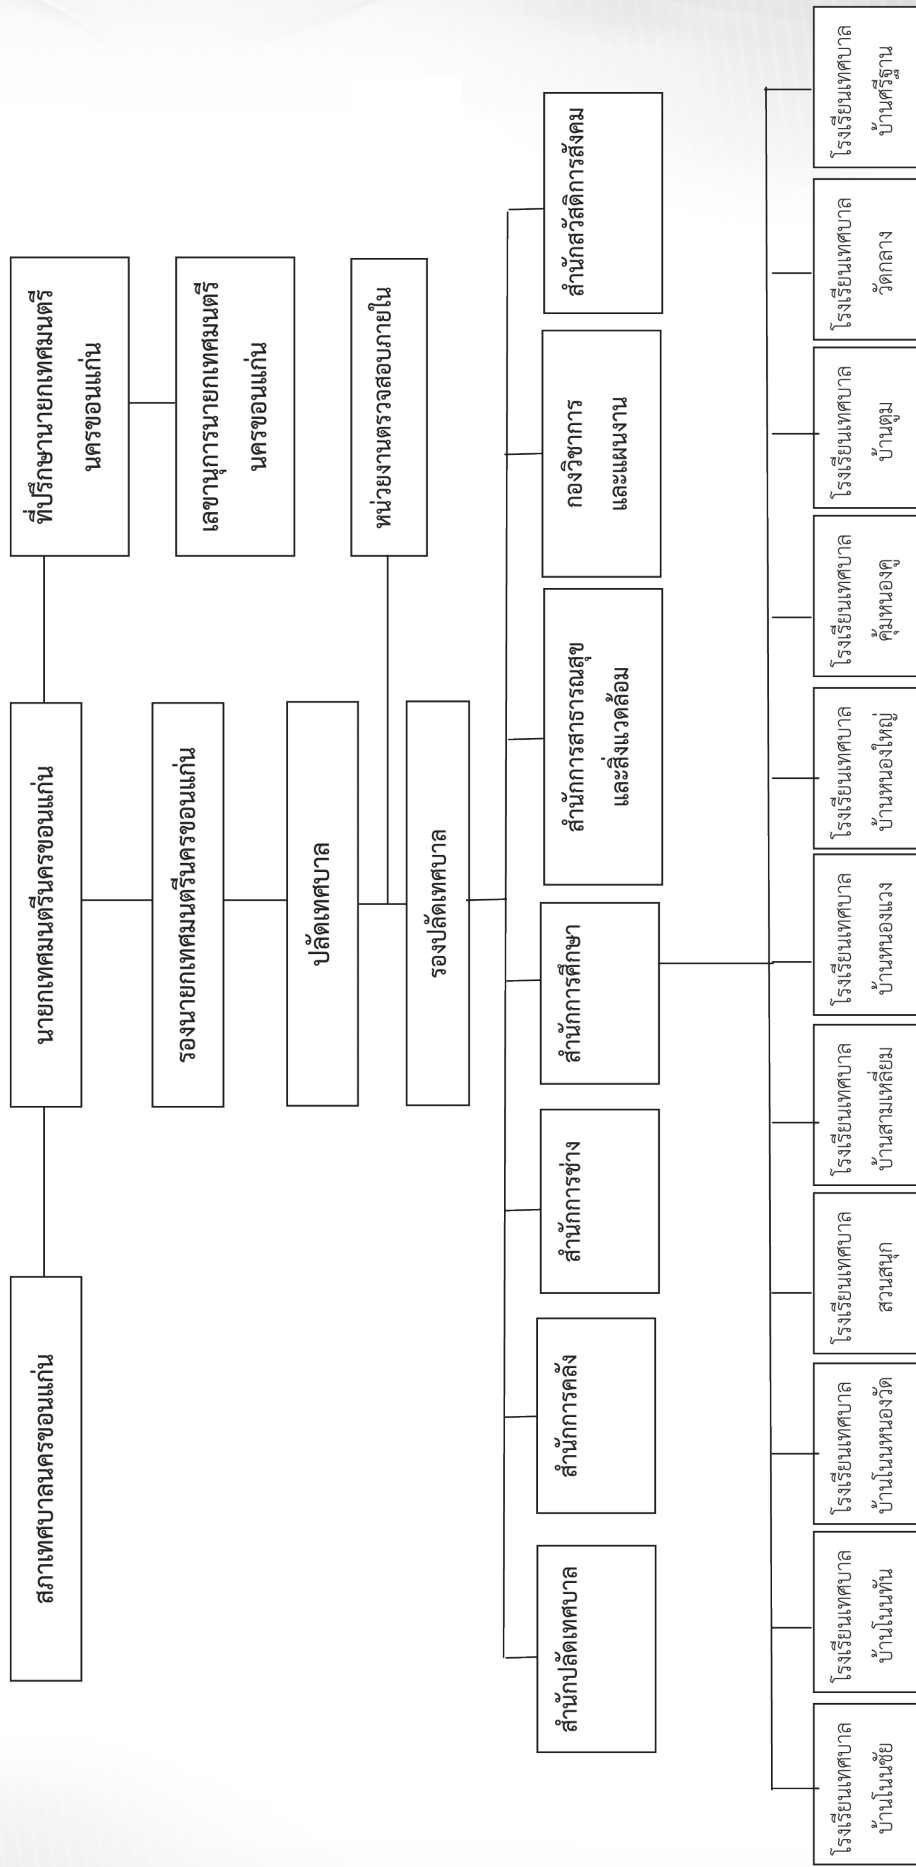 สภาเทศบาลนครขอนแก่น
นายกเทศมนตรีนครขอนแก่น
ที่ปรึกษานายกเทศมนตรี
นครขอนแก่น
รองนายกเทศมนตรีนครขอนแก่น
เลขานุการนายกเทศมนตรี
นครขอนแก่น
ปลัดเทศบาล
หน่วยงานตรวจสอบภายใน
รองปลัดเทศบาล
สำนักปลัดเทศบาล
สำนักการคลัง
สำนักการช่าง
สำนักการศึกษา
สำนักการสาธารณสุข
และสิ่งแวดล้อม
กองวิชาการ
และแผนงาน
สำนักสวัสดิการสังคม
โรงเรียนเทศบาล
บ้านโนนชัย
โรงเรียนเทศบาล
บ้านโนนทัน
โรงเรียนเทศบาล
บ้านโนนหนองวัด
โรงเรียนเทศบาล
สวนสนุก
โรงเรียนเทศบาล
บ้านสามเหลี่ยม
โรงเรียนเทศบาล
บ้านหนองแวง
โรงเรียนเทศบาล
บ้านหนองใหญ่
โรงเรียนเทศบาล
คุ้มหนองคู
โรงเรียนเทศบาล
บ้านตูม
โรงเรียนเทศบาล
วัดกลาง
โรงเรียนเทศบาล
บ้านศรีฐาน